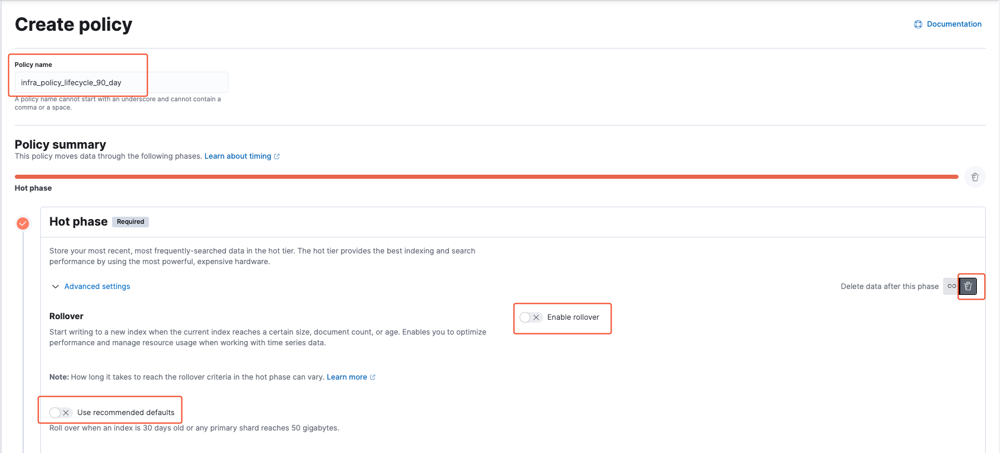 Create policy
Documentation
Policy name
infra_policy_lifecycle_90_day
A policy name cannot start with an underscore and cannot contain a
comma or a space.
Policy summary
This policy moves data through the following phases. Learn about timing
Hot phase
Hot phase Required
Store your most recent, most frequently-searched data in the hot tier. The hot tier provides the best indexing and search
performance by using the most powerful, expensive hardware.
Advanced settings
Delete data after this phase
Rollover
Enable rollover
Start writing to a new index when the current index reaches a certain size, document count, or age. Enables you to optimize
performance and manage resource usage when working with time series data.
Note: How long it takes to reach the rollover criteria in the hot phase can vary. Learn more
Use recommended defaults
Roll over when an index is 30 days old or any primary shard reaches 50 gigabytes.